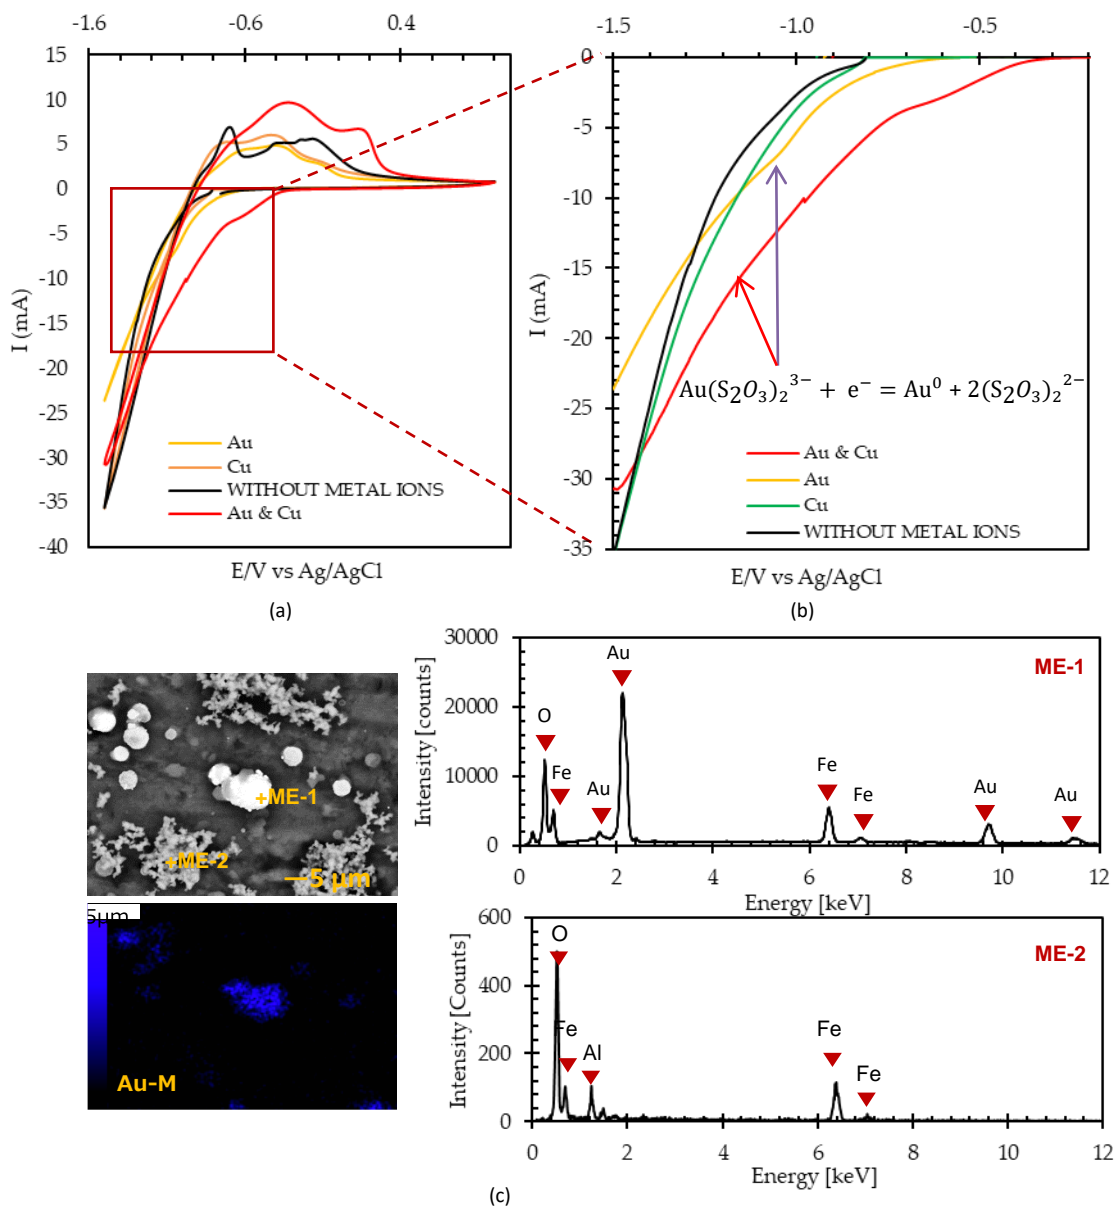 -1.6 -0.6 0.4
15
10
5
0
-5
-10
-15
-20
-25
-30
-35
-40
I (mA)
Au
Cu
WITHOUT METAL IONS
Au & Cu
E/V vs Ag/AgCl
(a)
-1.5 -1.0 -0.5
0
-5
-10
-15
-20
-25
-30
-35
I (mA)
Au(S₂O₃)₂³⁻ + e⁻ = Au⁰ + 2(S₂O₃)₂²⁻
Au & Cu
Au
Cu
WITHOUT METAL IONS
E/V vs Ag/AgCl
(b)
+ME-1
+ME-2
5 µm
5µm
Au-M
30000
20000
10000
0
Intensity [counts]
ME-1
O
Fe
Au
Au
Fe
Fe
Au
Au
0 2 4 6 8 10 12
Energy [keV]
600
400
200
0
Intensity [Counts]
ME-2
O
Fe
Al
Fe
Fe
0 2 4 6 8 10 12
Energy [keV]
(c)